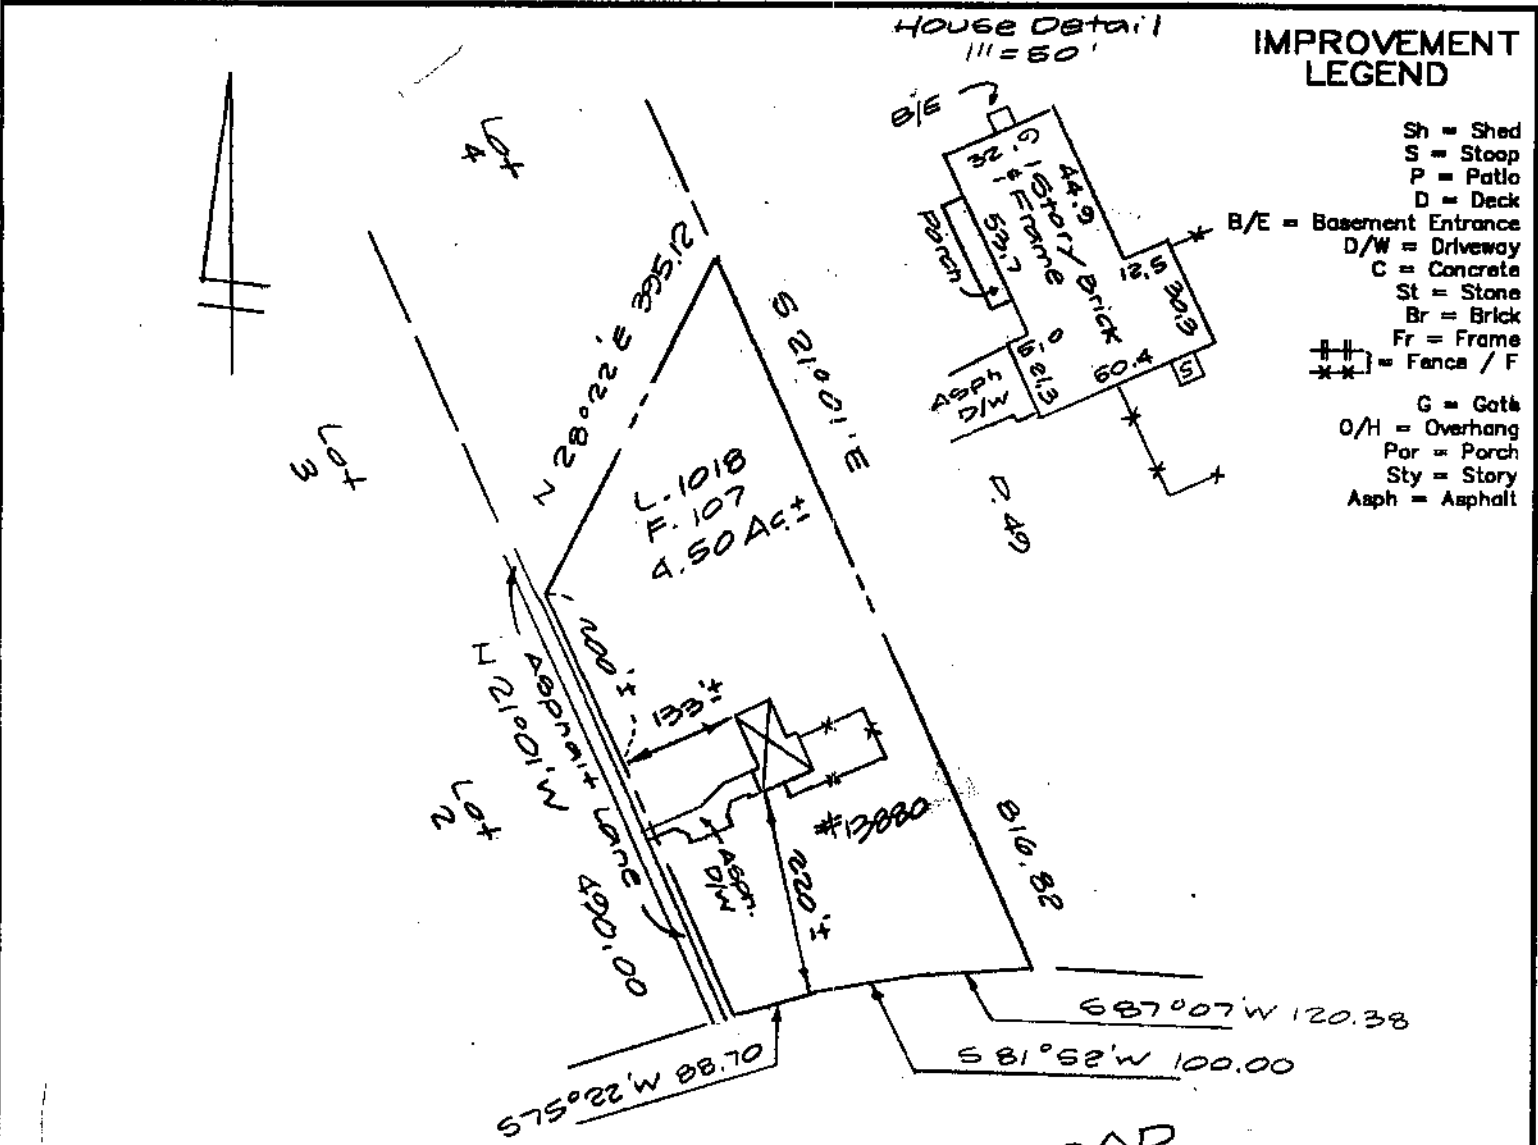 House Detail
1" = 50'
IMPROVEMENT
LEGEND
Sh = Shed
S = Stoop
P = Patio
D = Deck
B/E = Basement Entrance
D/W = Driveway
C = Concrete
St = Stone
Br = Brick
Fr = Frame
} = Fence / F
G = Gate
O/H = Overhang
Por = Porch
Sty = Story
Asph = Asphalt
B/E
32.9
44.9
1 Story Brick
& Frame
53.7
Porch
12.5
30.3
S
60.4
6.0
21.3
Asph
D/W
Lot
4
Lot
3
Lot
2
N 28°22'E 395.12
S 21°01'E
816.82
L. 1018
F. 107
4.50 Ac±
P. 49
200'±
133'±
Asphalt Lane
N 21°01'W
490.00
Asph.
D/W
#13880
220'±
S 87°07'W 120.38
S 81°52'W 100.00
S 75°22'W 88.70